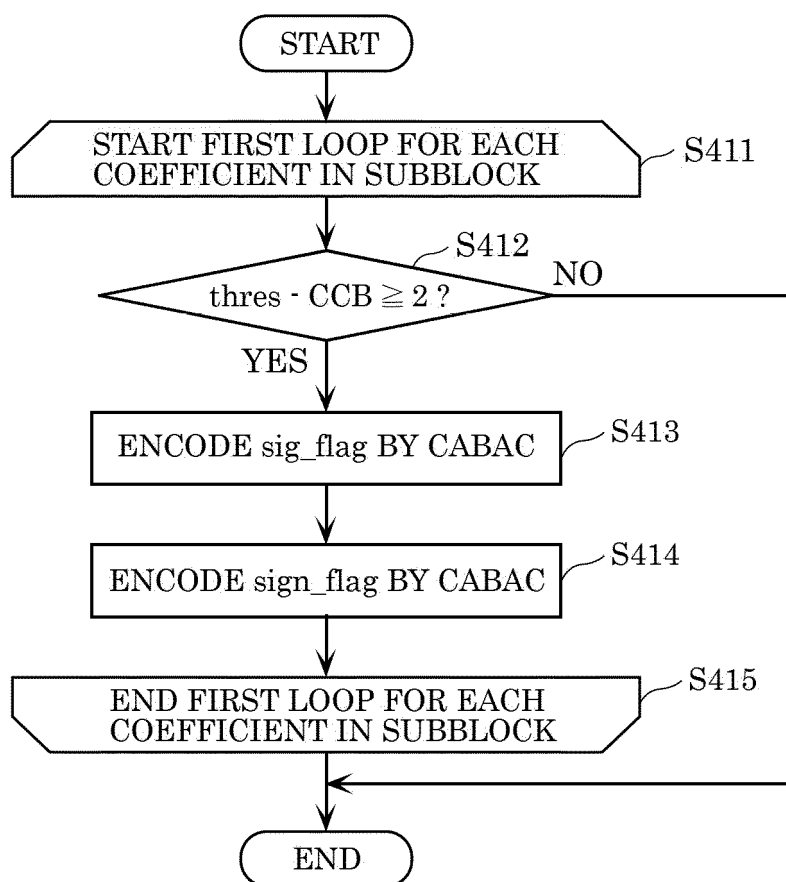 START
START FIRST LOOP FOR EACH
COEFFICIENT IN SUBBLOCK
S411
S412
thres - CCB ≧ 2 ?
NO
YES
ENCODE sig_flag BY CABAC
S413
ENCODE sign_flag BY CABAC
S414
END FIRST LOOP FOR EACH
COEFFICIENT IN SUBBLOCK
S415
END